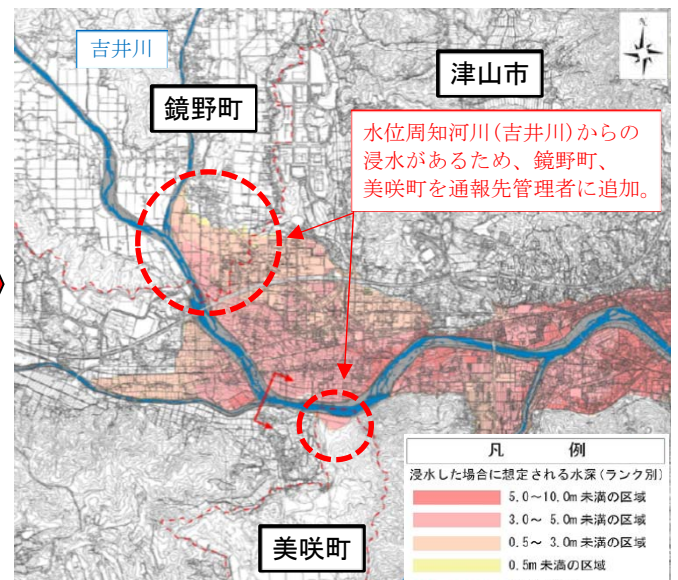 吉井川
津山市
鏡野町
水位周知河川(吉井川)からの
浸水があるため、鏡野町、
美咲町を通報先管理者に追加。
美咲町
凡 例
浸水した場合に想定される水深(ランク別)
5.0～10.0m未満の区域
3.0～ 5.0m未満の区域
0.5～ 3.0m未満の区域
0.5m未満の区域